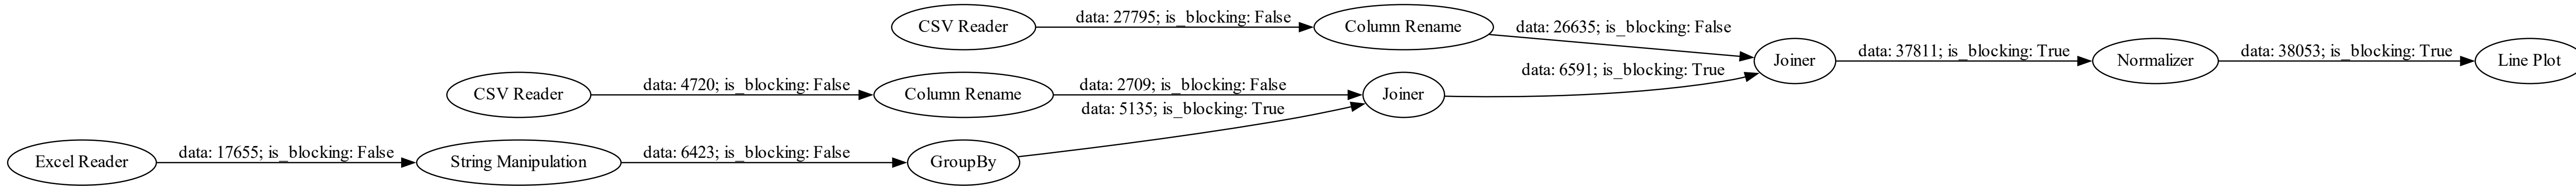 CSV Reader
data: 27795; is_blocking: False
Column Rename
data: 26635; is_blocking: False
Joiner
data: 37811; is_blocking: True
Normalizer
data: 38053; is_blocking: True
Line Plot
data: 6591; is_blocking: True
CSV Reader
data: 4720; is_blocking: False
Column Rename
data: 2709; is_blocking: False
Joiner
data: 5135; is_blocking: True
Excel Reader
data: 17655; is_blocking: False
String Manipulation
data: 6423; is_blocking: False
GroupBy